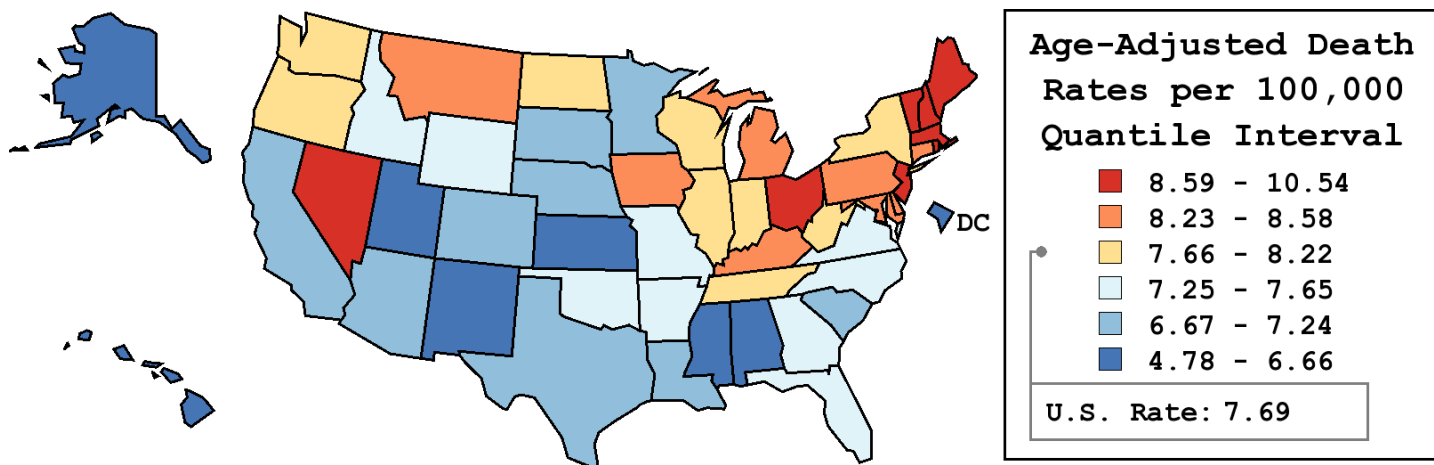 Age-Adjusted Death
Rates per 100,000
Quantile Interval
8.59 - 10.54
8.23 - 8.58
DC
7.66 - 8.22
7.25 - 7.65
6.67 - 7.24
4.78 - 6.66
U.S. Rate: 7.69